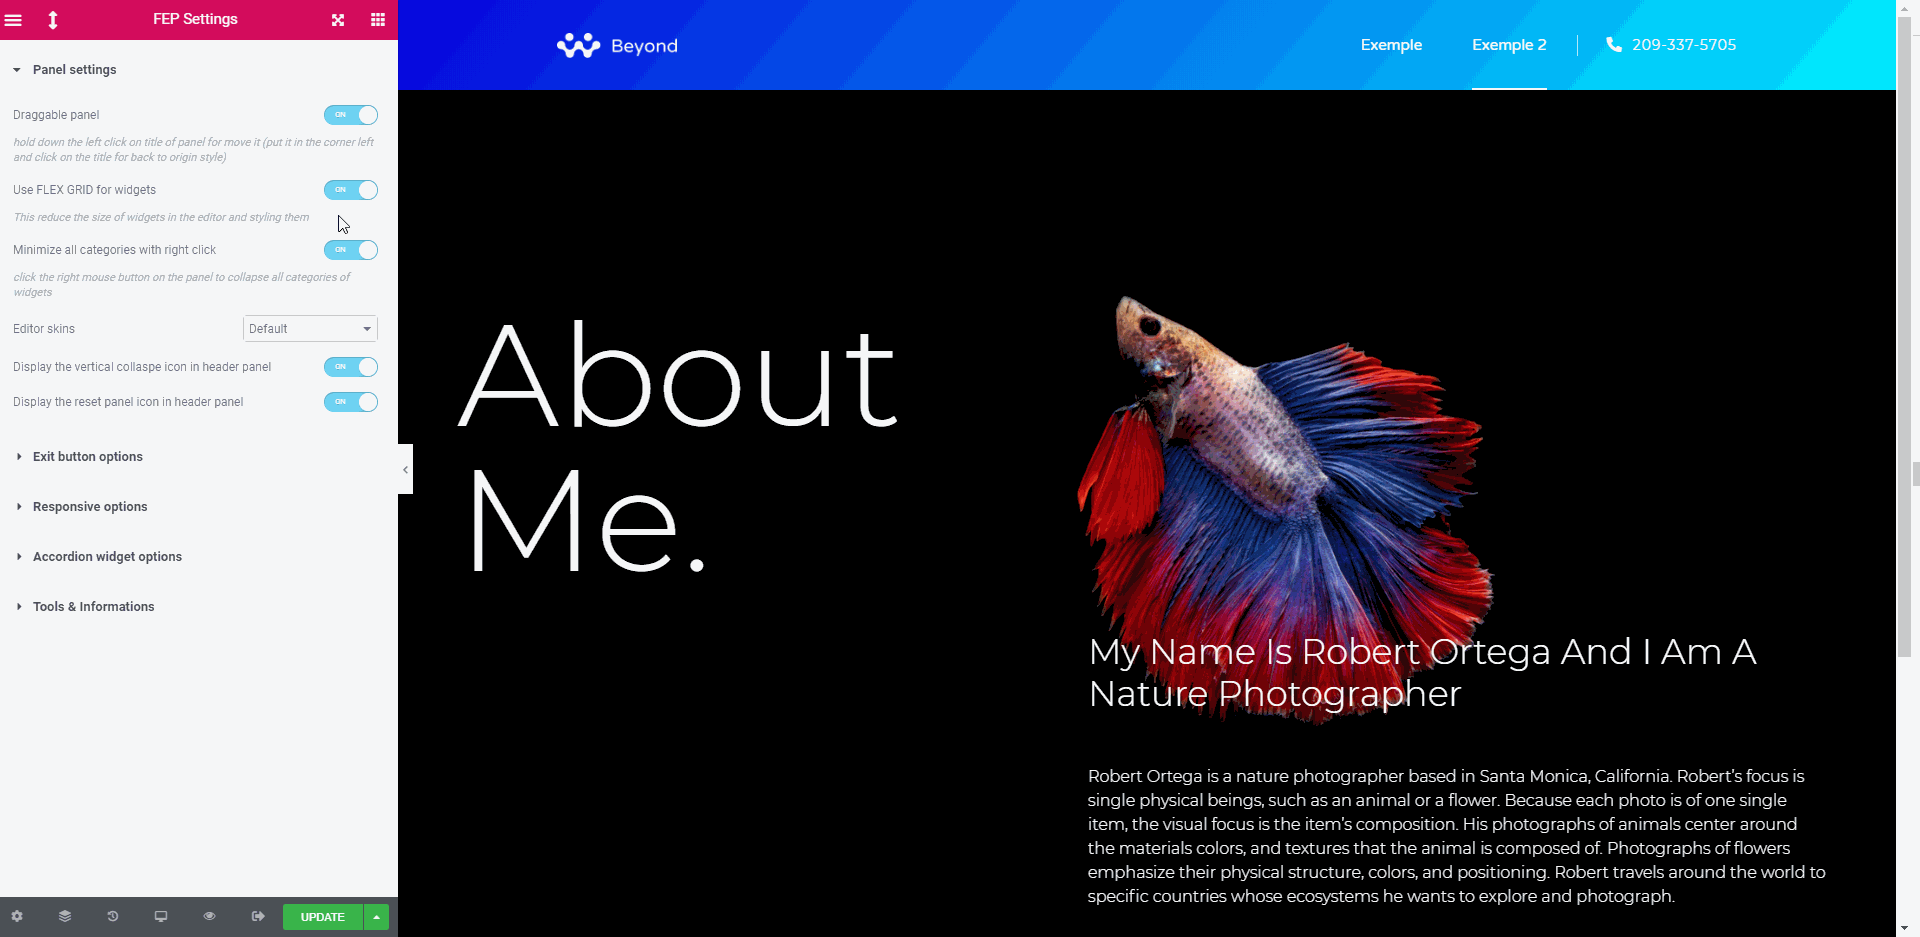 FEP Settings
Panel settings
Draggable panel
ON
hold down the left click on title of panel for move it (put it in the corner left
and click on the title for back to origin style)
Use FLEX GRID for widgets
ON
This reduce the size of widgets in the editor and styling them
Minimize all categories with right click
ON
click the right mouse button on the panel to collapse all categories of
widgets
Editor skins
Default
Display the vertical collaspe icon in header panel
ON
Display the reset panel icon in header panel
ON
Exit button options
Responsive options
Accordion widget options
Tools & Informations
UPDATE
Beyond
Exemple
Exemple 2
209-337-5705
About
Me.
My Name Is Robert Ortega And I Am A
Nature Photographer
Robert Ortega is a nature photographer based in Santa Monica, California. Robert's focus is
single physical beings, such as an animal or a flower. Because each photo is of one single
item, the visual focus is the item's composition. His photographs of animals center around
the materials colors, and textures that the animal is composed of. Photographs of flowers
emphasize their physical structure, colors, and positioning. Robert travels around the world to
specific countries whose ecosystems he wants to explore and photograph.